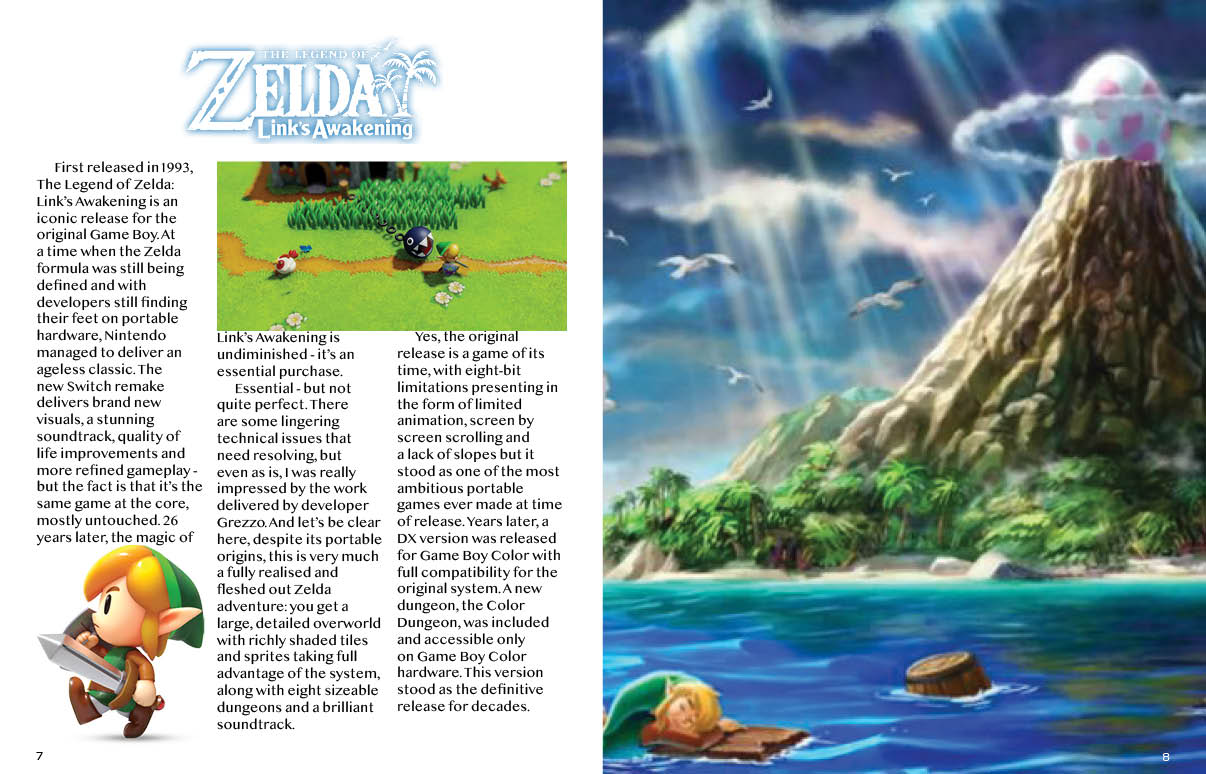 THE LEGEND OF
ZELDA
Link's Awakening
First released in 1993,
The Legend of Zelda:
Link's Awakening is an
iconic release for the
original Game Boy. At
a time when the Zelda
formula was still being
defined and with
developers still finding
their feet on portable
hardware, Nintendo
managed to deliver an
ageless classic. The
new Switch remake
delivers brand new
visuals, a stunning
soundtrack, quality of
life improvements and
more refined gameplay -
but the fact is that it's the
same game at the core,
mostly untouched. 26
years later, the magic of
Link's Awakening is
undiminished - it's an
essential purchase.
Essential - but not
quite perfect. There
are some lingering
technical issues that
need resolving, but
even as is, I was really
impressed by the work
delivered by developer
Grezzo. And let's be clear
here, despite its portable
origins, this is very much
a fully realised and
fleshed out Zelda
adventure: you get a
large, detailed overworld
with richly shaded tiles
and sprites taking full
advantage of the system,
along with eight sizeable
dungeons and a brilliant
soundtrack.
Yes, the original
release is a game of its
time, with eight-bit
limitations presenting in
the form of limited
animation, screen by
screen scrolling and
a lack of slopes but it
stood as one of the most
ambitious portable
games ever made at time
of release. Years later, a
DX version was released
for Game Boy Color with
full compatibility for the
original system. A new
dungeon, the Color
Dungeon, was included
and accessible only
on Game Boy Color
hardware. This version
stood as the definitive
release for decades.
7
8